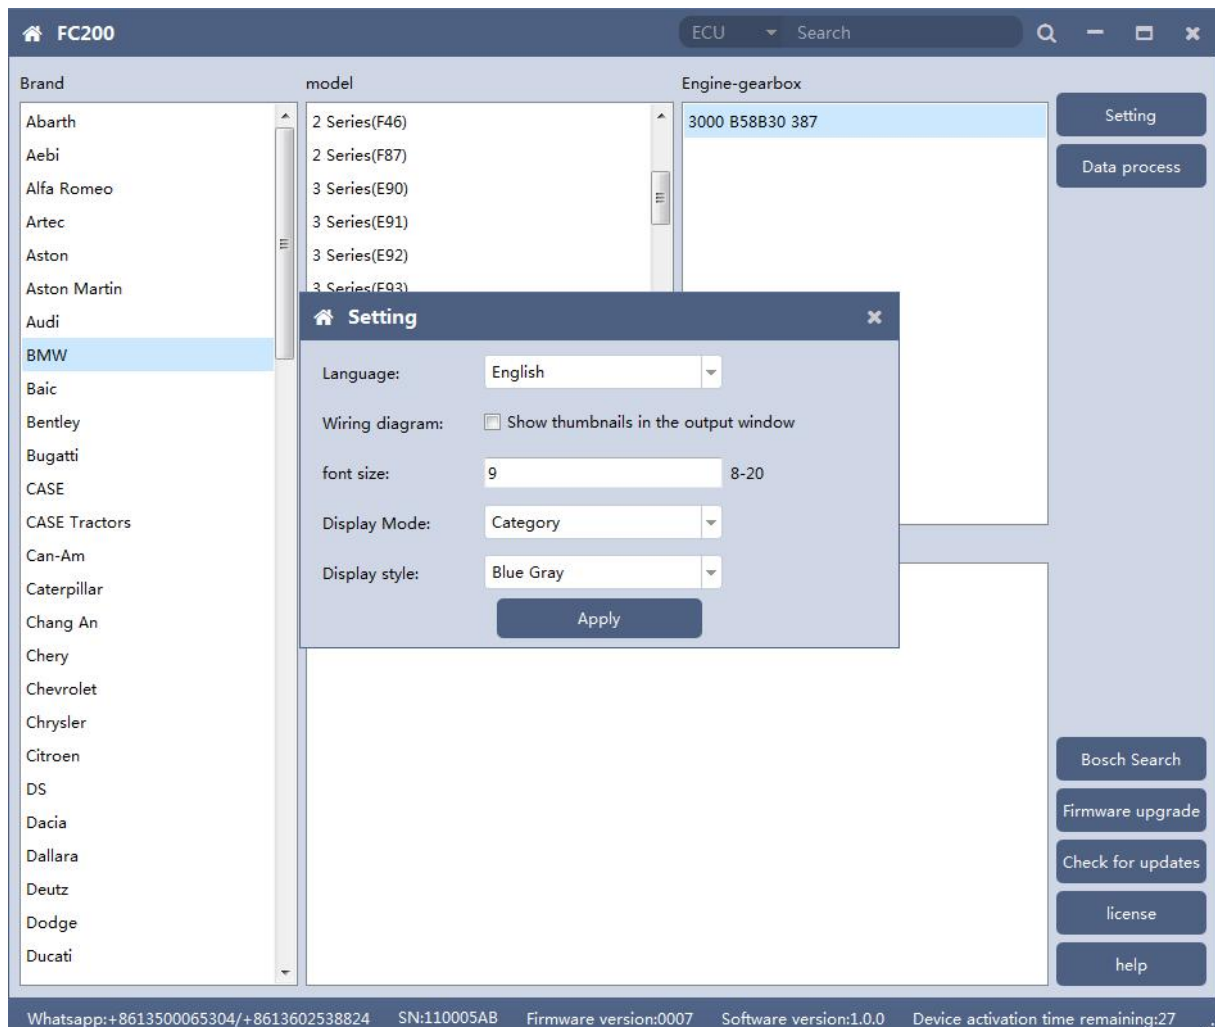 FC200
ECU
Search
Brand
model
Engine-gearbox
Abarth
Aebi
Alfa Romeo
Artec
Aston
Aston Martin
Audi
BMW
Baic
Bentley
Bugatti
CASE
CASE Tractors
Can-Am
Caterpillar
Chang An
Chery
Chevrolet
Chrysler
Citroen
DS
Dacia
Dallara
Deutz
Dodge
Ducati
2 Series(F46)
2 Series(F87)
3 Series(E90)
3 Series(E91)
3 Series(E92)
3 Series(E93)
3000 B58B30 387
Setting
Data process
Setting
Language:
English
Wiring diagram:
Show thumbnails in the output window
font size:
9
8-20
Display Mode:
Category
Display style:
Blue Gray
Apply
Bosch Search
Firmware upgrade
Check for updates
license
help
Whatsapp:+8613500065304/+8613602538824 SN:110005AB Firmware version:0007 Software version:1.0.0 Device activation time remaining:27